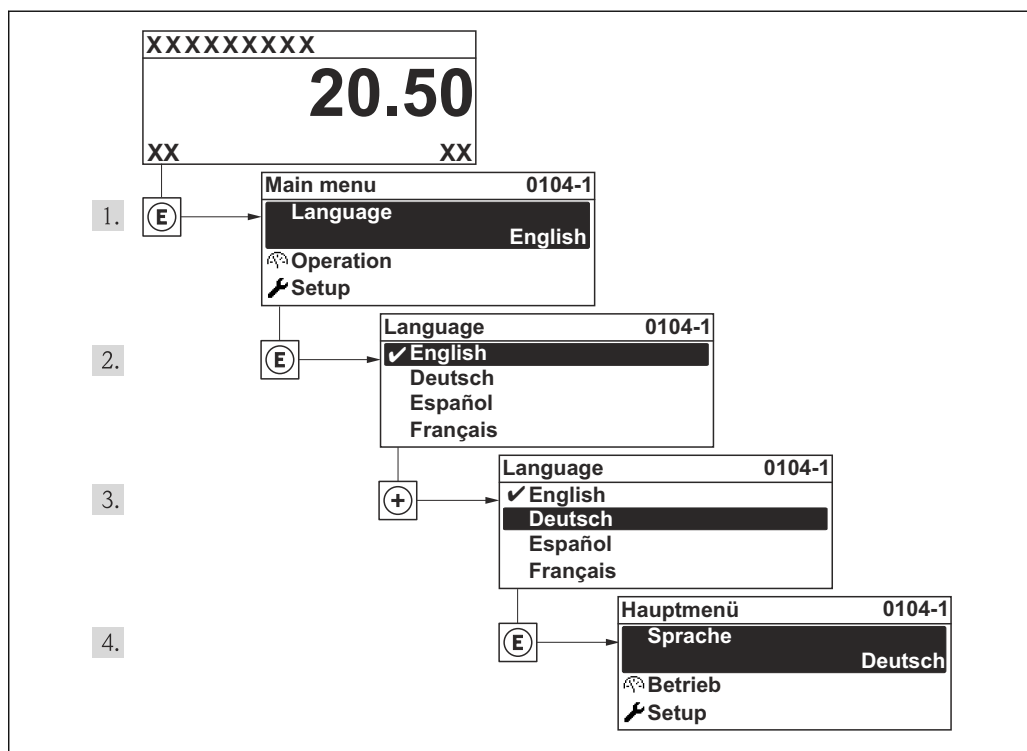 XXXXXXXXX
20.50
XX XX
1. E
Main menu 0104-1
Language
English
Operation
Setup
2. E
Language 0104-1
✔English
Deutsch
Español
Français
3. +
Language 0104-1
✔English
Deutsch
Español
Français
4. E
Hauptmenü 0104-1
Sprache
Deutsch
Betrieb
Setup